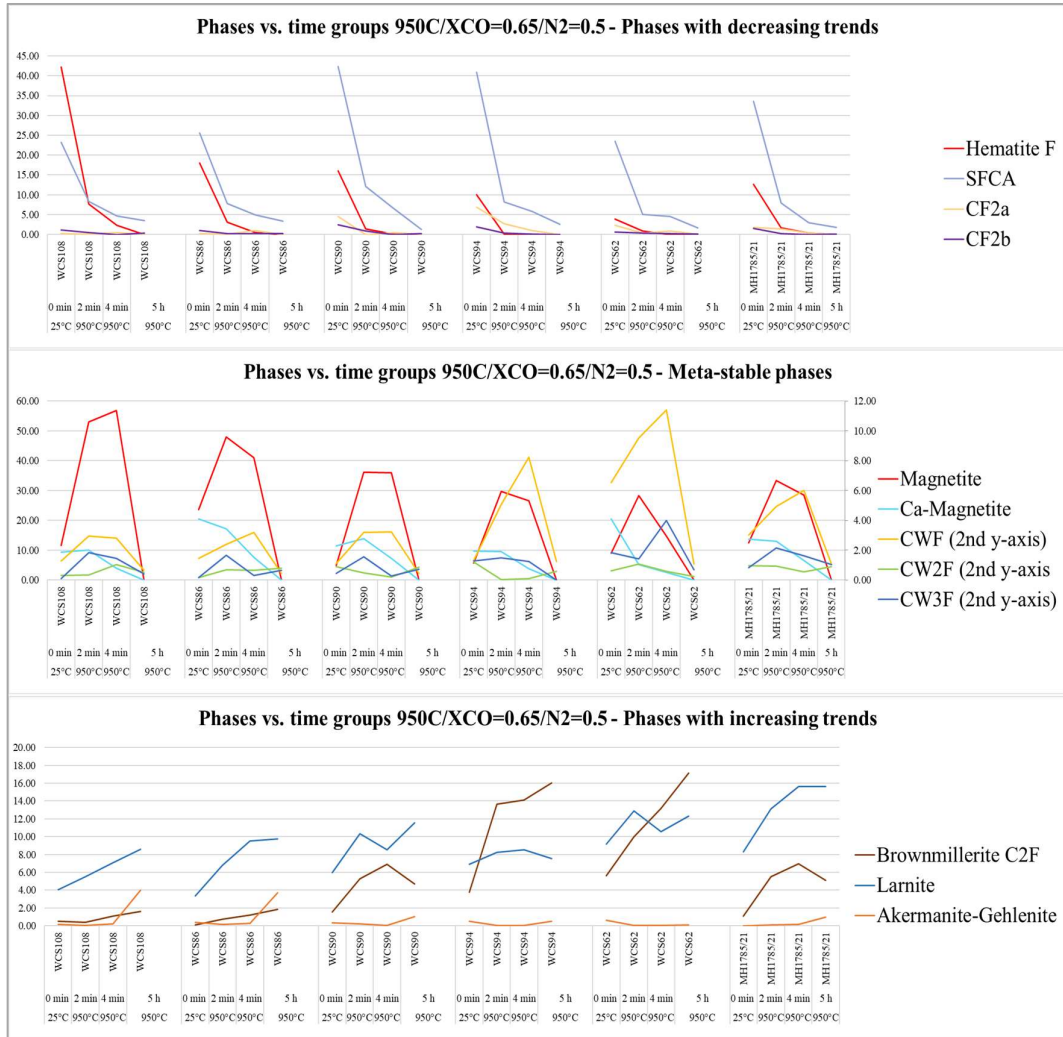 Phases vs. time groups 950C/XCO=0.65/N2=0.5 - Phases with decreasing trends
45.00
40.00
35.00
30.00
25.00
20.00
15.00
10.00
5.00
0.00
Hematite F
SFCA
CF2a
CF2b
WCS108 WCS108 WCS108 WCS108 WCS86 WCS86 WCS86 WCS86 WCS90 WCS90 WCS90 WCS90 WCS94 WCS94 WCS94 WCS94 WCS62 WCS62 WCS62 WCS62 MH1785/21 MH1785/21 MH1785/21 MH1785/21
0 min 2 min 4 min 5 h 0 min 2 min 4 min 5 h 0 min 2 min 4 min 5 h 0 min 2 min 4 min 5 h 0 min 2 min 4 min 5 h 0 min 2 min 4 min 5 h
25°C 950°C 950°C 950°C 25°C 950°C 950°C 950°C 25°C 950°C 950°C 950°C 25°C 950°C 950°C 950°C 25°C 950°C 950°C 950°C 25°C 950°C 950°C 950°C
Phases vs. time groups 950C/XCO=0.65/N2=0.5 - Meta-stable phases
60.00
50.00
40.00
30.00
20.00
10.00
0.00
12.00
10.00
8.00
6.00
4.00
2.00
0.00
Magnetite
Ca-Magnetite
CWF (2nd y-axis)
CW2F (2nd y-axis
CW3F (2nd y-axis)
WCS108 WCS108 WCS108 WCS108 WCS86 WCS86 WCS86 WCS86 WCS90 WCS90 WCS90 WCS90 WCS94 WCS94 WCS94 WCS94 WCS62 WCS62 WCS62 WCS62 MH1785/21 MH1785/21 MH1785/21 MH1785/21
0 min 2 min 4 min 5 h 0 min 2 min 4 min 5 h 0 min 2 min 4 min 5 h 0 min 2 min 4 min 5 h 0 min 2 min 4 min 5 h 0 min 2 min 4 min 5 h
25°C 950°C 950°C 950°C 25°C 950°C 950°C 950°C 25°C 950°C 950°C 950°C 25°C 950°C 950°C 950°C 25°C 950°C 950°C 950°C 25°C 950°C 950°C 950°C
Phases vs. time groups 950C/XCO=0.65/N2=0.5 - Phases with increasing trends
20.00
18.00
16.00
14.00
12.00
10.00
8.00
6.00
4.00
2.00
0.00
Brownmillerite C2F
Larnite
Akermanite-Gehlenite
WCS108 WCS108 WCS108 WCS108 WCS86 WCS86 WCS86 WCS86 WCS90 WCS90 WCS90 WCS90 WCS94 WCS94 WCS94 WCS94 WCS62 WCS62 WCS62 WCS62 MH1785/21 MH1785/21 MH1785/21 MH1785/21
0 min 2 min 4 min 5 h 0 min 2 min 4 min 5 h 0 min 2 min 4 min 5 h 0 min 2 min 4 min 5 h 0 min 2 min 4 min 5 h 0 min 2 min 4 min 5 h
25°C 950°C 950°C 950°C 25°C 950°C 950°C 950°C 25°C 950°C 950°C 950°C 25°C 950°C 950°C 950°C 25°C 950°C 950°C 950°C 25°C 950°C 950°C 950°C